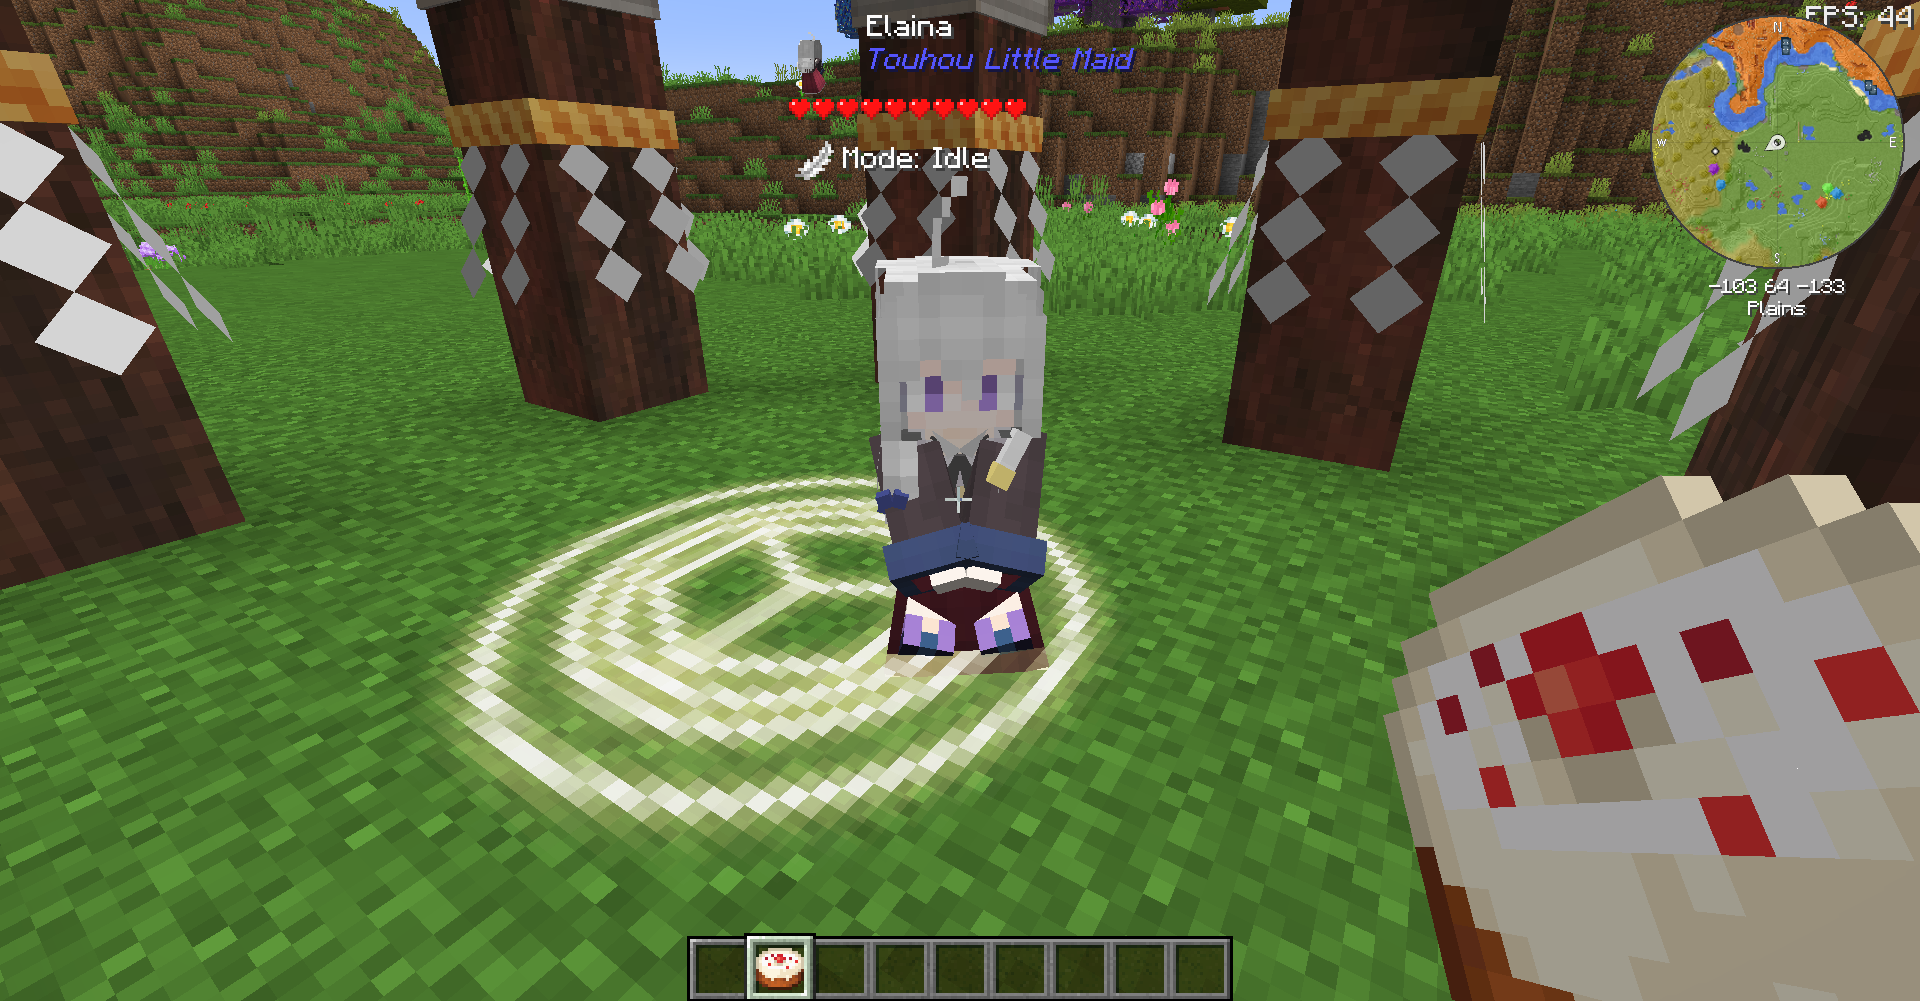 Elaina
Touhou Little Maid
Mode: Idle
FPS: 44
N
W
E
S
-103 64 -133
Plains